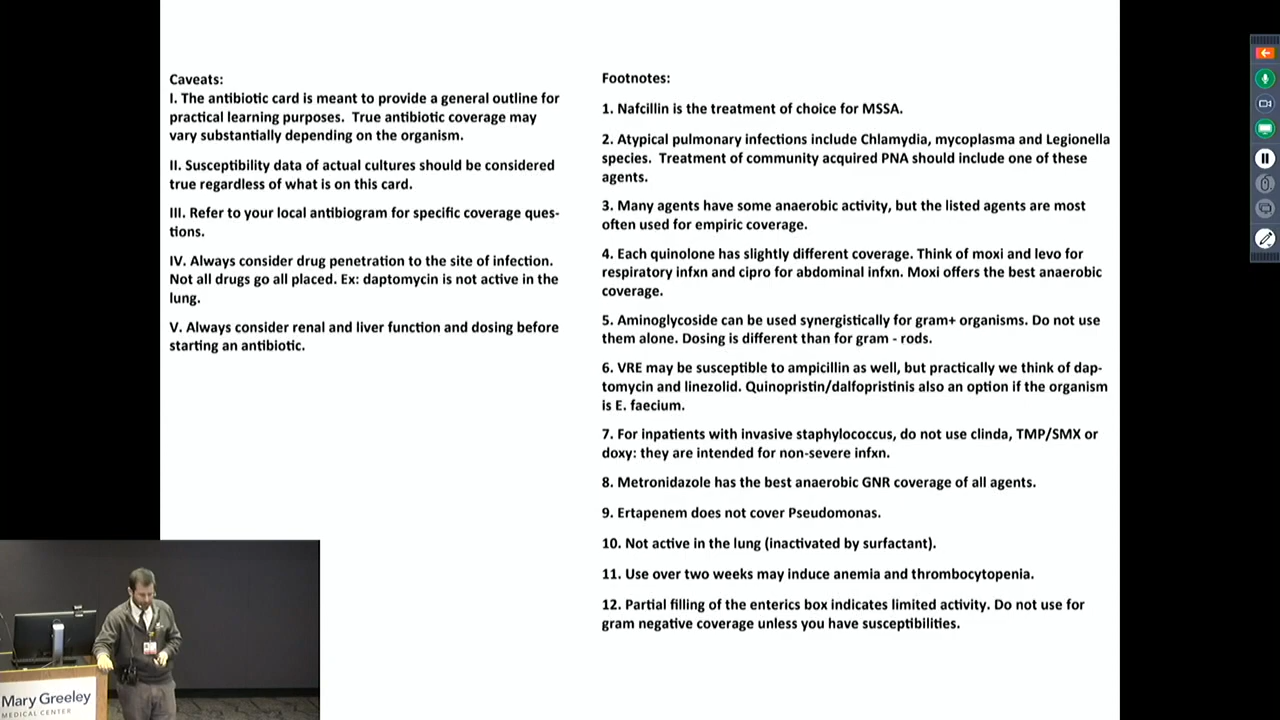 Caveats:
I. The antibiotic card is meant to provide a general outline for
practical learning purposes. True antibiotic coverage may
vary substantially depending on the organism.
II. Susceptibility data of actual cultures should be considered
true regardless of what is on this card.
III. Refer to your local antibiogram for specific coverage ques-
tions.
IV. Always consider drug penetration to the site of infection.
Not all drugs go all placed. Ex: daptomycin is not active in the
lung.
V. Always consider renal and liver function and dosing before
starting an antibiotic.
Footnotes:
1. Nafcillin is the treatment of choice for MSSA.
2. Atypical pulmonary infections include Chlamydia, mycoplasma and Legionella
species. Treatment of community acquired PNA should include one of these
agents.
3. Many agents have some anaerobic activity, but the listed agents are most
often used for empiric coverage.
4. Each quinolone has slightly different coverage. Think of moxi and levo for
respiratory infxn and cipro for abdominal infxn. Moxi offers the best anaerobic
coverage.
5. Aminoglycoside can be used synergistically for gram+ organisms. Do not use
them alone. Dosing is different than for gram - rods.
6. VRE may be susceptible to ampicillin as well, but practically we think of dap-
tomycin and linezolid. Quinopristin/dalfopristinis also an option if the organism
is E. faecium.
7. For inpatients with invasive staphylococcus, do not use clinda, TMP/SMX or
doxy: they are intended for non-severe infxn.
8. Metronidazole has the best anaerobic GNR coverage of all agents.
9. Ertapenem does not cover Pseudomonas.
10. Not active in the lung (inactivated by surfactant).
11. Use over two weeks may induce anemia and thrombocytopenia.
12. Partial filling of the enterics box indicates limited activity. Do not use for
gram negative coverage unless you have susceptibilities.
Mary Greeley
MEDICAL CENTER